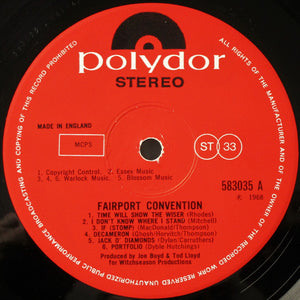 ALL RIGHTS OF THE MANUFACTURER AND OF THE OWNER OF THE RECORDED WORK RESERVED UNAUTHORIZED PUBLIC PERFORMANCE BROADCASTING AND COPYING OF THIS RECORD PROHIBITED
polydor
STEREO
MADE IN ENGLAND
MCPS
ST 33
1. Copyright Control. 2. Essex Music
3, 4, 6. Warlock Music. 5. Blossom Music
583035 A
℗ 1968
FAIRPORT CONVENTION
1. TIME WILL SHOW THE WISER (Rhodes)
2. I DON'T KNOW WHERE I STAND (Mitchell)
3. IF (STOMP) (MacDonald/Thompson)
4. DECAMERON (Ghosh/Horvitch/Thompson)
5. JACK O' DIAMONDS (Dylan Carruthers)
6. PORTFOLIO (Dyble Hutchings)
Produced by Joe Boyd & Tod Lloyd
for Witchseason Productions